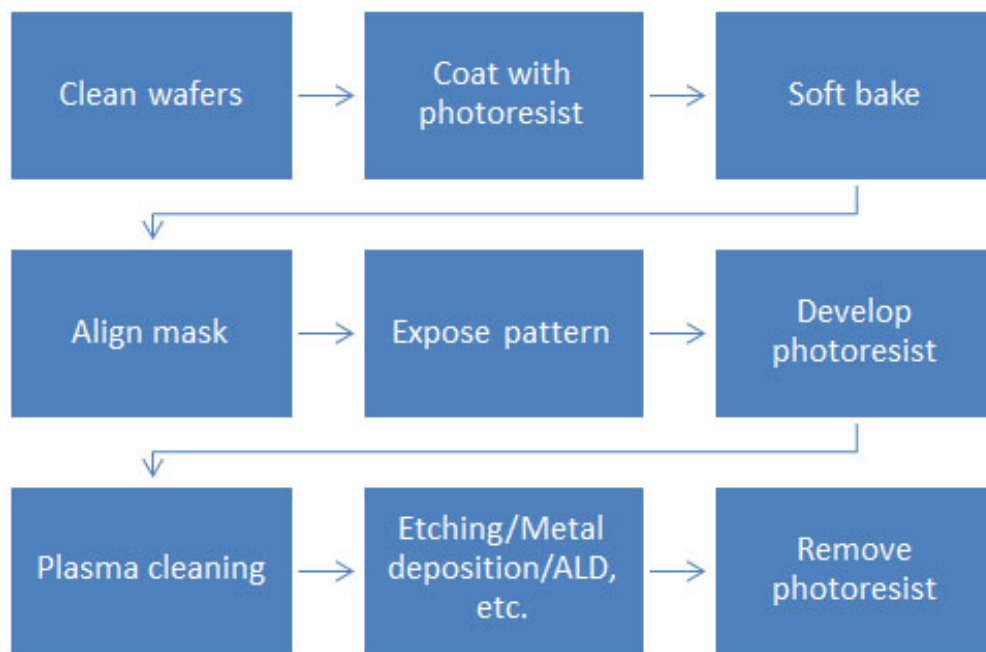 Clean wafers
Coat with
photoresist
Soft bake
Align mask
Expose pattern
Develop
photoresist
Plasma cleaning
Etching/Metal
deposition/ALD,
etc.
Remove
photoresist